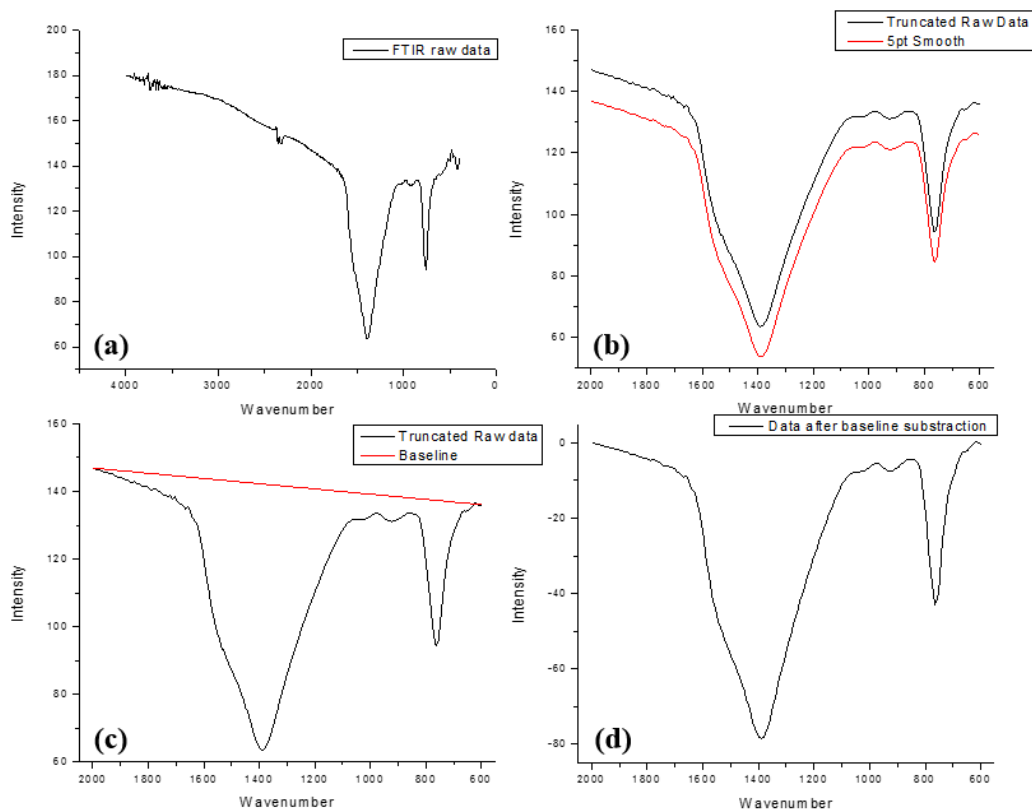 FTIR raw data
200
180
160
140
120
100
80
60
Intensity
(a)
4000 3000 2000 1000 0
Wavenumber
Truncated Raw Data
5pt Smooth
160
140
120
100
80
60
Intensity
(b)
2000 1800 1600 1400 1200 1000 800 600
Wavenumber
Truncated Raw data
Baseline
160
140
120
100
80
60
Intensity
(c)
2000 1800 1600 1400 1200 1000 800 600
Wavenumber
Data after baseline substraction
0
-20
-40
-60
-80
Intensity
(d)
2000 1800 1600 1400 1200 1000 800 600
Wavenumber